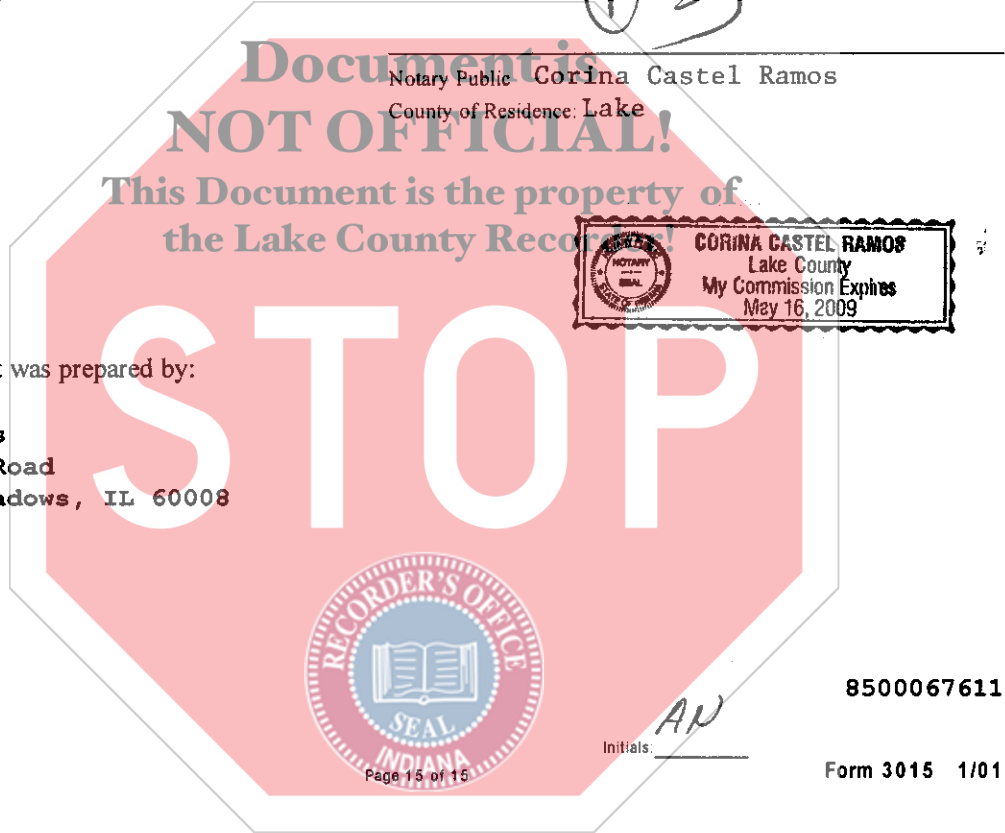 Document is
Notary Public Corina Castel Ramos
County of Residence: Lake
NOT OFFICIAL!
This Document is the property of
the Lake County Recorder!
CORINA CASTEL RAMOS
Lake County
My Commission Expires
May 16, 2009
NOTARY
SEAL
STATE OF INDIANA
STOP
was prepared by:
Road
IL 60008
RECORDER'S OFFICE
SEAL
INDIANA
8500067611
Initials: AN
Page 15 of 15
Form 3015 1/01